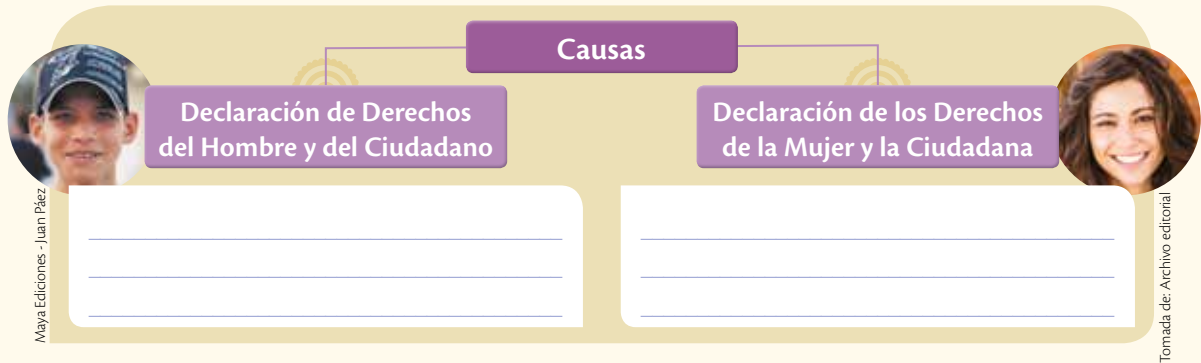 Causas
Declaración de Derechos
del Hombre y del Ciudadano
Declaración de los Derechos
de la Mujer y la Ciudadana
Maya Ediciones - Juan Páez
Tomada de: Archivo editorial